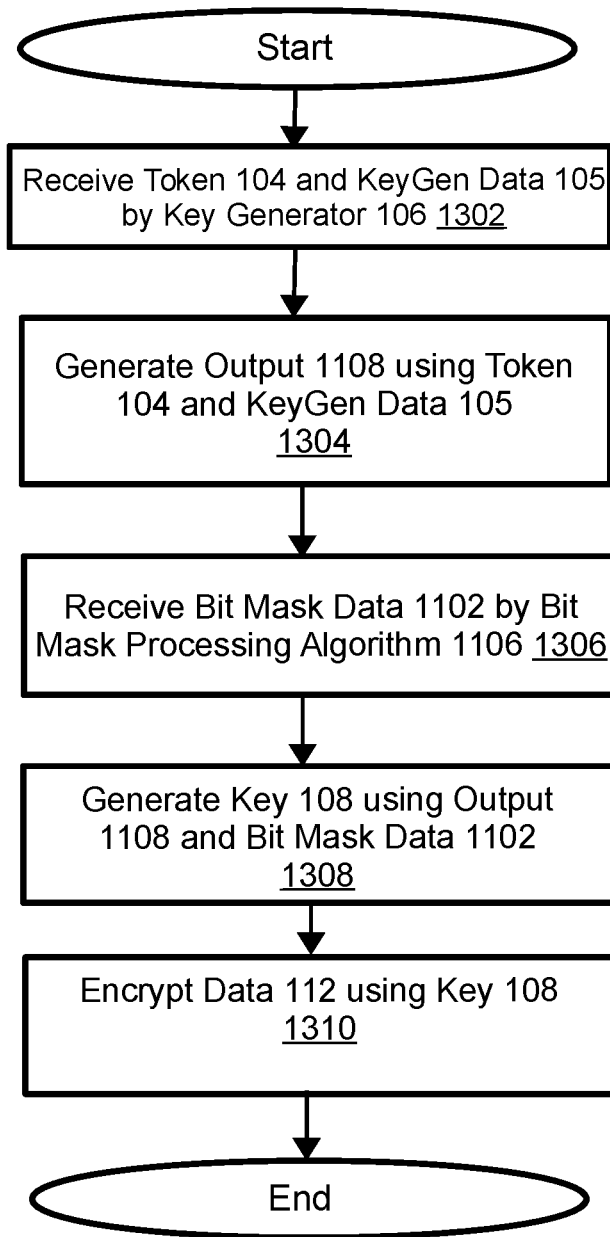 Start
Receive Token 104 and KeyGen Data 105
by Key Generator 106 1302
Generate Output 1108 using Token
104 and KeyGen Data 105
1304
Receive Bit Mask Data 1102 by Bit
Mask Processing Algorithm 1106 1306
Generate Key 108 using Output
1108 and Bit Mask Data 1102
1308
Encrypt Data 112 using Key 108
1310
End